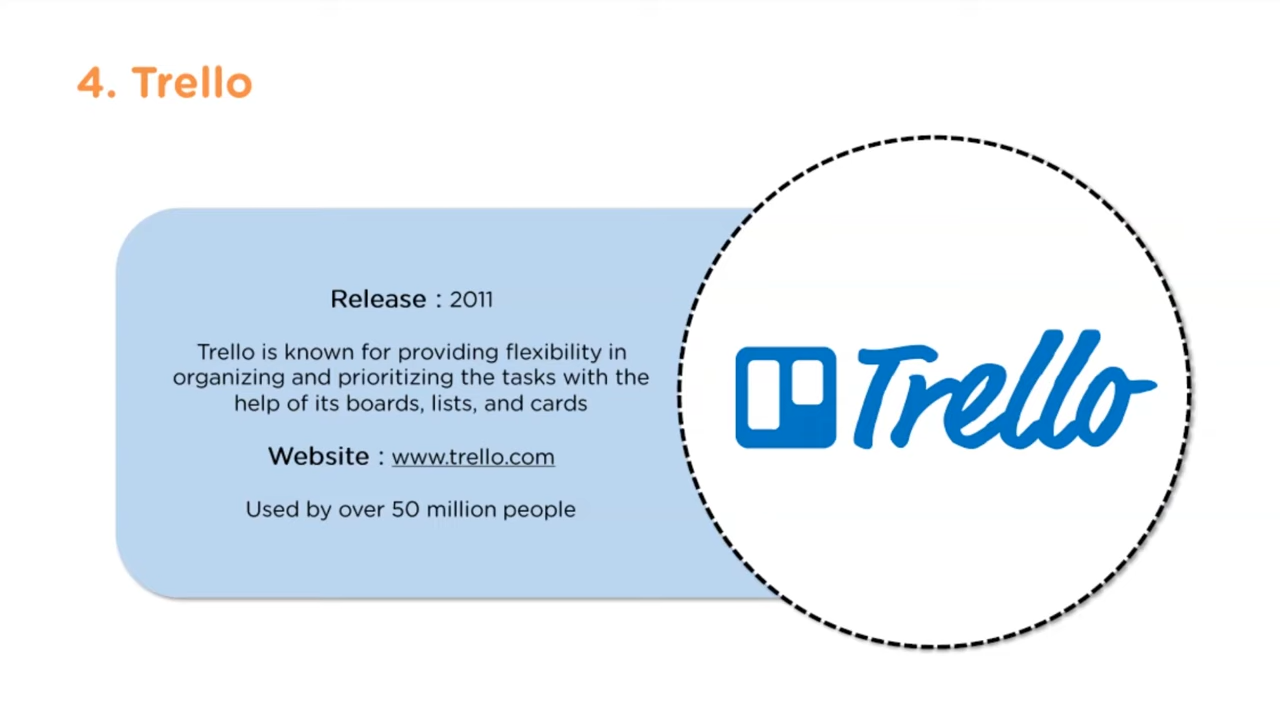 4. Trello
Release : 2011
Trello is known for providing flexibility in
organizing and prioritizing the tasks with the
help of its boards, lists, and cards
Website : www.trello.com
Used by over 50 million people
Trello